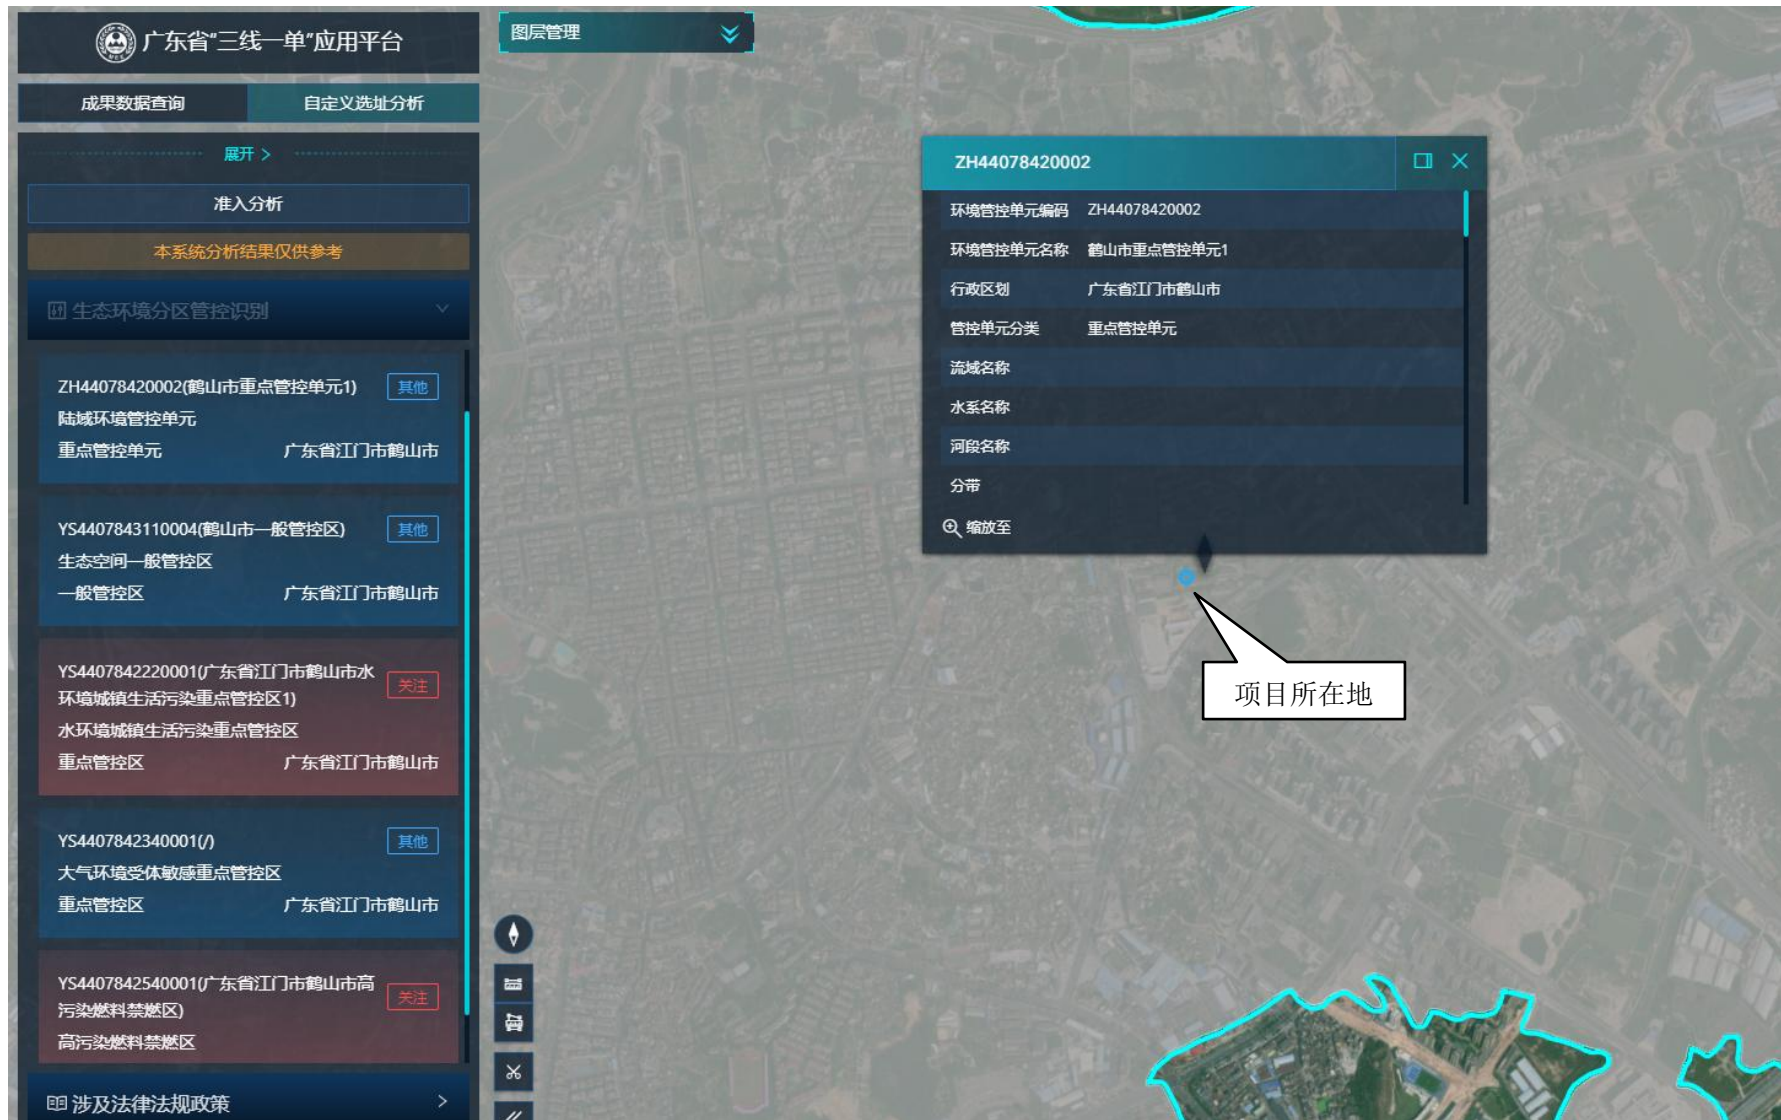 广东省"三线一单"应用平台
成果数据查询
自定义选址分析
展开 >
准入分析
本系统分析结果仅供参考
生态环境分区管控识别
ZH44078420002(鹤山市重点管控单元1)
其他
陆域环境管控单元
重点管控单元 广东省江门市鹤山市
YS4407843110004(鹤山市一般管控区)
其他
生态空间一般管控区
一般管控区 广东省江门市鹤山市
YS4407842220001(广东省江门市鹤山市水
环境城镇生活污染重点管控区1)
关注
水环境城镇生活污染重点管控区
重点管控区 广东省江门市鹤山市
YS4407842340001(/)
其他
大气环境受体敏感重点管控区
重点管控区 广东省江门市鹤山市
YS4407842540001(广东省江门市鹤山市高
污染燃料禁燃区)
关注
高污染燃料禁燃区
涉及法律法规政策 >
图层管理
ZH44078420002
环境管控单元编码 ZH44078420002
环境管控单元名称 鹤山市重点管控单元1
行政区划 广东省江门市鹤山市
管控单元分类 重点管控单元
流域名称
水系名称
河段名称
分带
缩放至
项目所在地